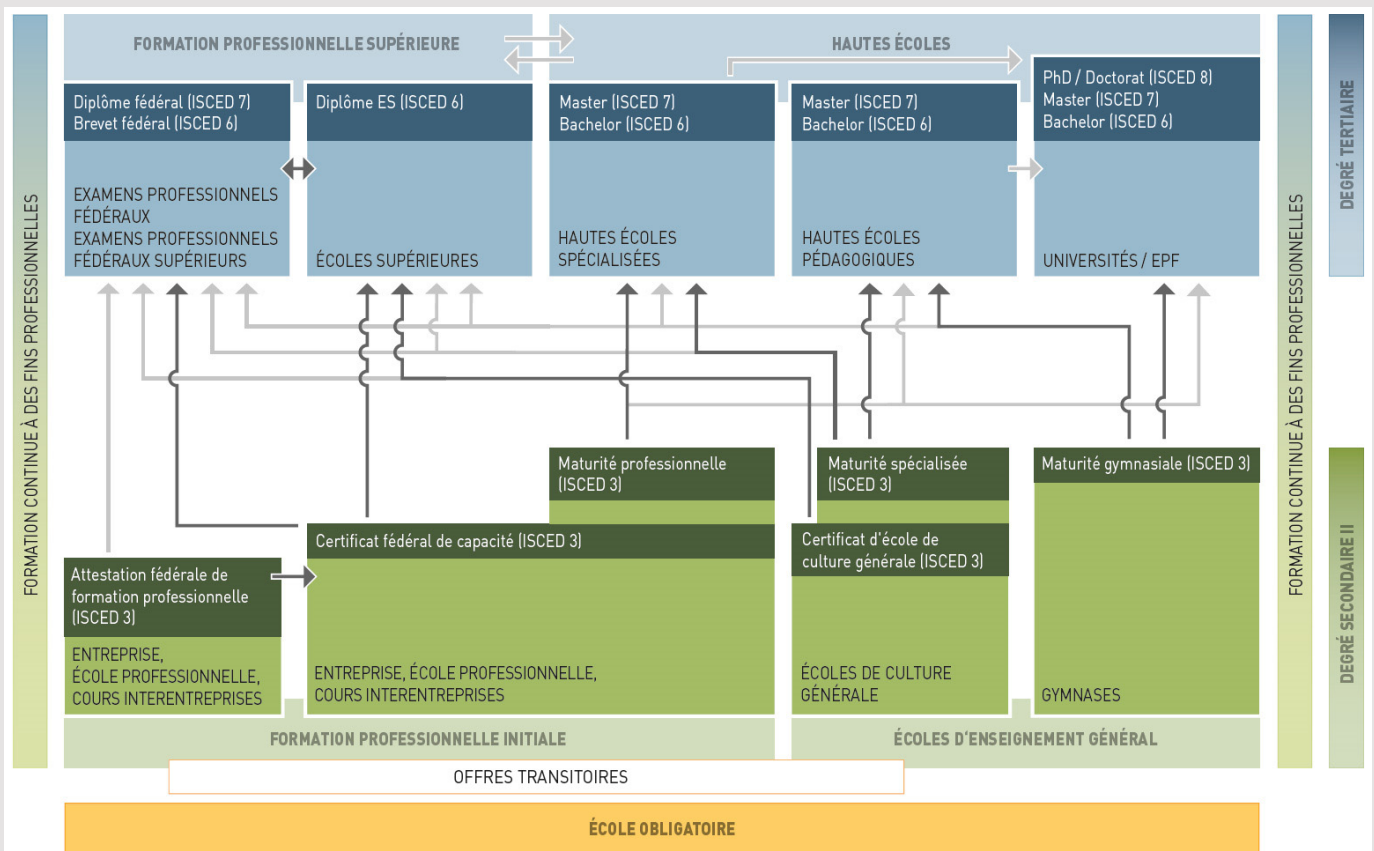 FORMATION CONTINUE À DES FINS PROFESSIONNELLES
FORMATION PROFESSIONNELLE SUPÉRIEURE
HAUTES ÉCOLES
Diplôme fédéral (ISCED 7)
Brevet fédéral (ISCED 6)
EXAMENS PROFESSIONNELS
FÉDÉRAUX
EXAMENS PROFESSIONNELS
FÉDÉRAUX SUPÉRIEURS
Diplôme ES (ISCED 6)
ÉCOLES SUPÉRIEURES
Master (ISCED 7)
Bachelor (ISCED 6)
HAUTES ÉCOLES
SPÉCIALISÉES
Master (ISCED 7)
Bachelor (ISCED 6)
HAUTES ÉCOLES
PÉDAGOGIQUES
PhD / Doctorat (ISCED 8)
Master (ISCED 7)
Bachelor (ISCED 6)
UNIVERSITÉS / EPF
FORMATION CONTINUE À DES FINS PROFESSIONNELLES
DEGRÉ TERTIAIRE
Attestation fédérale de
formation professionnelle
(ISCED 3)
ENTREPRISE,
ÉCOLE PROFESSIONNELLE,
COURS INTERENTREPRISES
Maturité professionnelle
(ISCED 3)
Certificat fédéral de capacité (ISCED 3)
ENTREPRISE, ÉCOLE PROFESSIONNELLE,
COURS INTERENTREPRISES
Maturité spécialisée
(ISCED 3)
Certificat d'école de
culture générale (ISCED 3)
ÉCOLES DE CULTURE
GÉNÉRALE
Maturité gymnasiale (ISCED 3)
GYMNASES
DEGRÉ SECONDAIRE II
FORMATION PROFESSIONNELLE INITIALE
ÉCOLES D'ENSEIGNEMENT GÉNÉRAL
OFFRES TRANSITOIRES
ÉCOLE OBLIGATOIRE